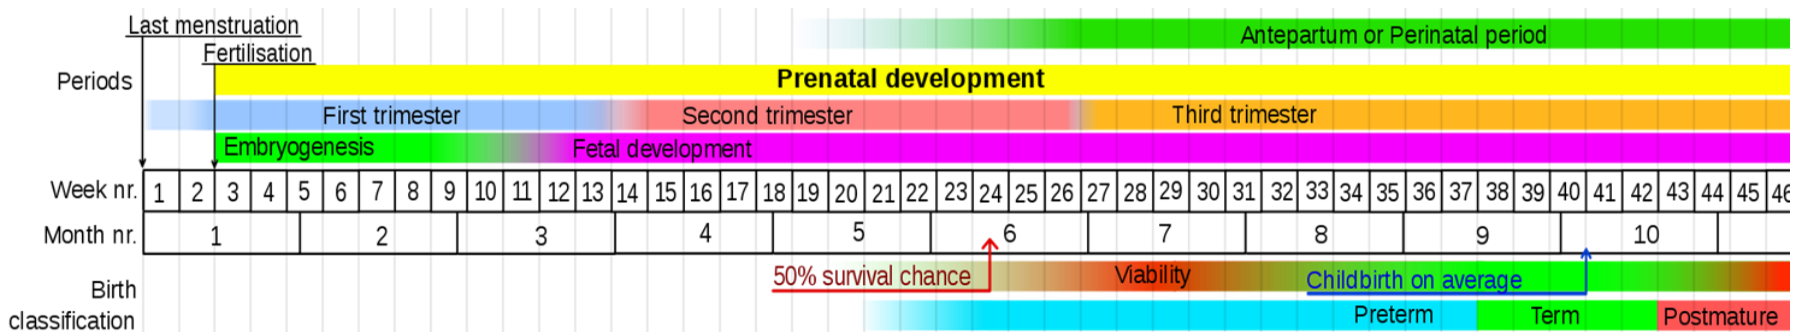 Last menstruation
Antepartum or Perinatal period
Fertilisation
Periods
Prenatal development
First trimester Second trimester Third trimester
Embryogenesis Fetal development
Week nr. 1 2 3 4 5 6 7 8 9 10 11 12 13 14 15 16 17 18 19 20 21 22 23 24 25 26 27 28 29 30 31 32 33 34 35 36 37 38 39 40 41 42 43 44 45 46
Month nr. 1 2 3 4 5 6 7 8 9 10
50% survival chance Viability Childbirth on average
Birth
classification
Preterm Term Postmature